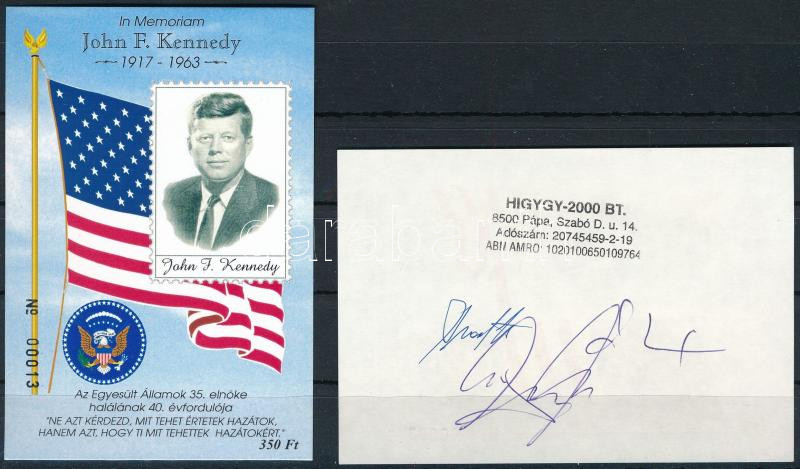 In Memoriam
John F. Kennedy
1917 - 1963
John F. Kennedy
№ 00013
Az Egyesült Államok 35. elnöke
halálának 40. évfordulója
"NE AZT KÉRDEZD, MIT TEHET ÉRTETEK HAZÁTOK,
HANEM AZT, HOGY TI MIT TEHETTEK HAZÁTOKÉRT."
350 Ft
HIGYGY-2000 BT.
8500 Pápa, Szabó D. u. 14.
Adószám: 20745459-2-19
ABN AMRO: 1020100650109764